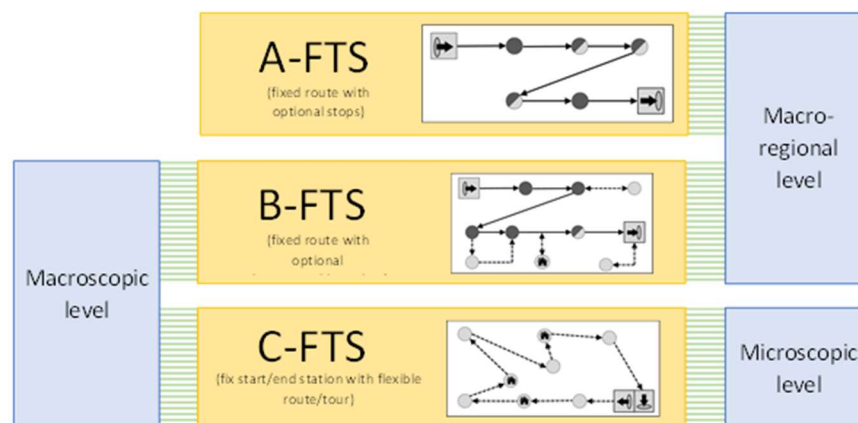 A-FTS
(fixed route with
optional stops)
Macro-
regional
level
B-FTS
(fixed route with
optional
Macroscopic
level
C-FTS
(fix start/end station with flexible
route/tour)
Microscopic
level